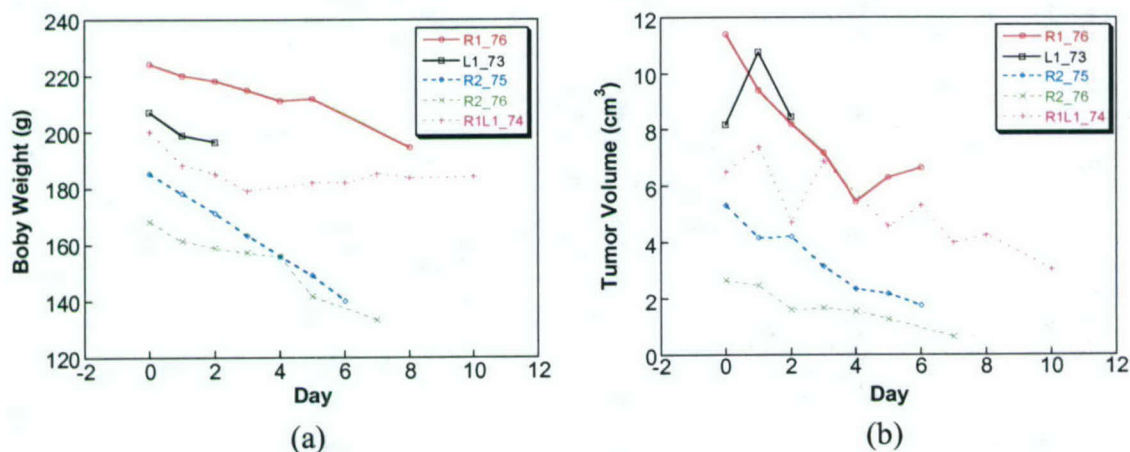 240
220
200
180
160
140
120
Boby Weight (g)
-2
0
2
4
6
8
10
12
Day
R1_76
L1_73
R2_75
R2_76
R1L1_74
(a)
12
10
8
6
4
2
0
Tumor Volume (cm³)
-2
0
2
4
6
8
10
12
Day
R1_76
L1_73
R2_75
R2_76
R1L1_74
(b)